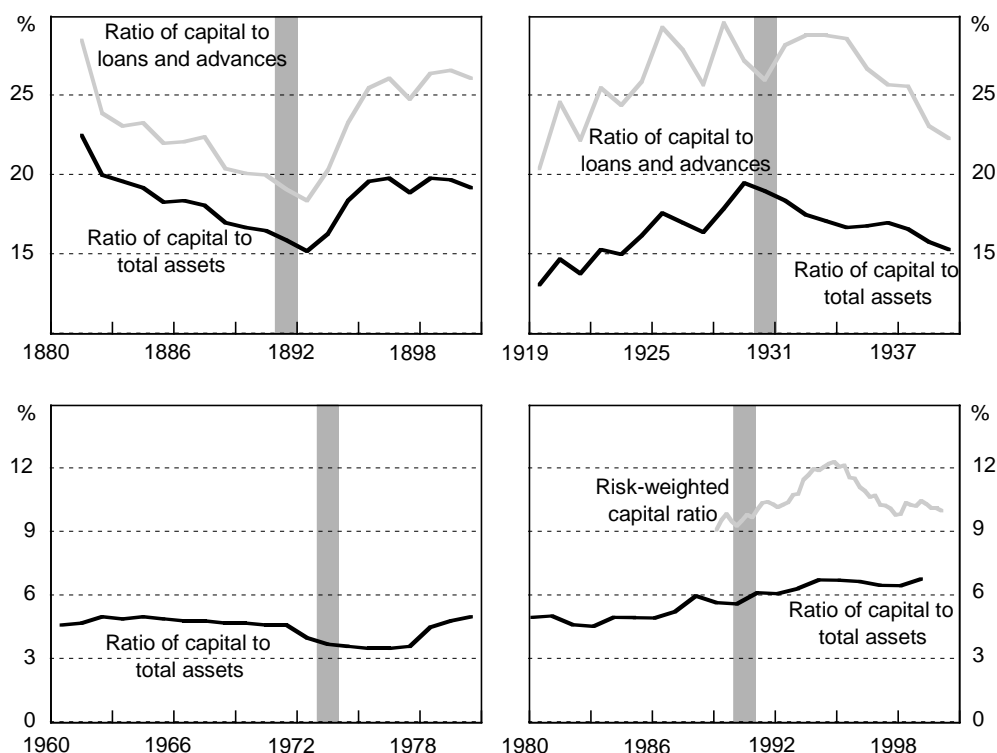 %
Ratio of capital to
loans and advances
25
20
15
Ratio of capital to
total assets
1880
1886
1892
1898
%
25
20
15
Ratio of capital to
loans and advances
Ratio of capital to
total assets
1919
1925
1931
1937
%
12
9
6
3
0
Ratio of capital to
total assets
1960
1966
1972
1978
%
12
9
6
3
0
Risk-weighted
capital ratio
Ratio of capital to
total assets
1980
1986
1992
1998